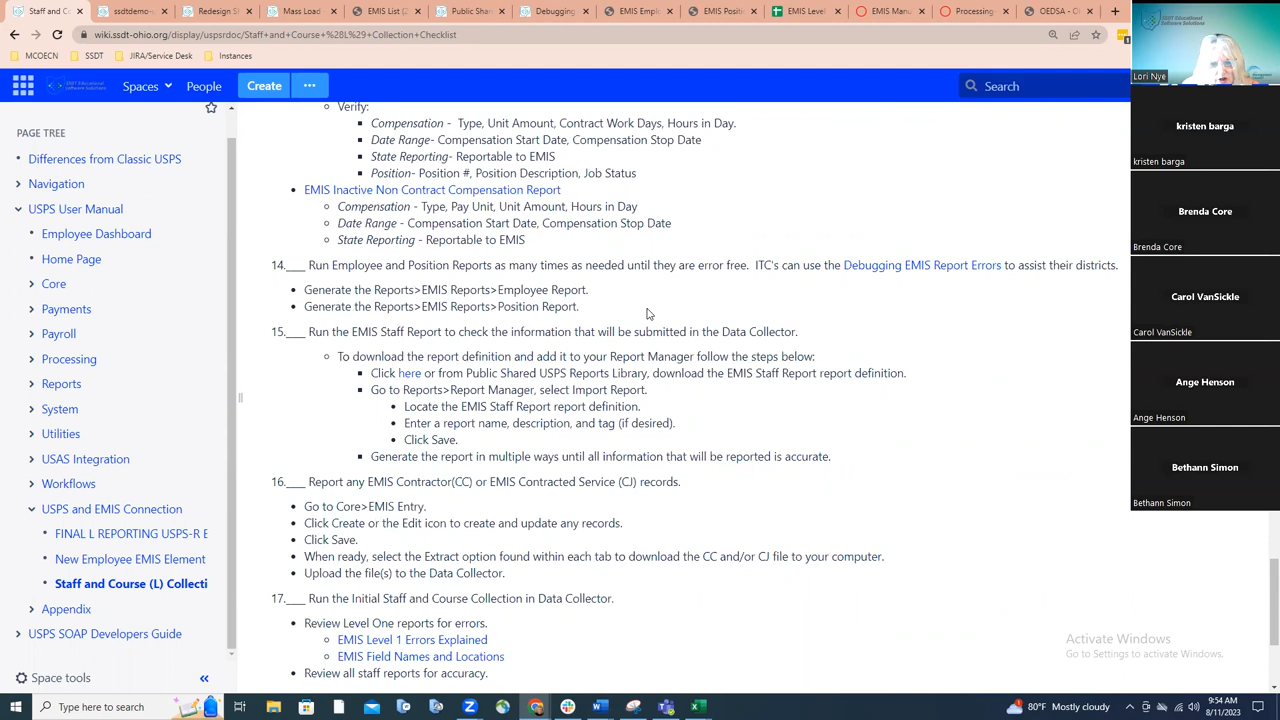 EMIS List (2
Public Shar
Debugging
EMIS Emplo
EMIS Positio
EMIS Level
EMIS Manu
Processing
OEDSA - O
wiki.ssdt-ohio.org/display/uspsrdoc/Staff+and+Course+%28L%29+Collection+Checklist
MCOECN
SSDT
JIRA/Service Desk
Instances
Spaces
People
Create
Search
PAGE TREE
Differences from Classic USPS
Navigation
USPS User Manual
Employee Dashboard
Home Page
Core
Payments
Payroll
Processing
Reports
System
Utilities
USAS Integration
Workflows
USPS and EMIS Connection
FINAL L REPORTING USPS-R E
New Employee EMIS Element
Staff and Course (L) Collecti
Appendix
USPS SOAP Developers Guide
Space tools
Verify:
Compensation - Type, Unit Amount, Contract Work Days, Hours in Day.
Date Range- Compensation Start Date, Compensation Stop Date
State Reporting- Reportable to EMIS
Position- Position #, Position Description, Job Status
EMIS Inactive Non Contract Compensation Report
Compensation - Type, Pay Unit, Unit Amount, Hours in Day
Date Range - Compensation Start Date, Compensation Stop Date
State Reporting - Reportable to EMIS
14.___ Run Employee and Position Reports as many times as needed until they are error free. ITC's can use the Debugging EMIS Report Errors to assist their districts.
Generate the Reports>EMIS Reports>Employee Report.
Generate the Reports>EMIS Reports>Position Report.
15.___ Run the EMIS Staff Report to check the information that will be submitted in the Data Collector.
To download the report definition and add it to your Report Manager follow the steps below:
Click here or from Public Shared USPS Reports Library, download the EMIS Staff Report report definition.
Go to Reports>Report Manager, select Import Report.
Locate the EMIS Staff Report report definition.
Enter a report name, description, and tag (if desired).
Click Save.
Generate the report in multiple ways until all information that will be reported is accurate.
16.___ Report any EMIS Contractor(CC) or EMIS Contracted Service (CJ) records.
Go to Core>EMIS Entry.
Click Create or the Edit icon to create and update any records.
Click Save.
When ready, select the Extract option found within each tab to download the CC and/or CJ file to your computer.
Upload the file(s) to the Data Collector.
17.___ Run the Initial Staff and Course Collection in Data Collector.
Review Level One reports for errors.
EMIS Level 1 Errors Explained
EMIS Field Names and Locations
Review all staff reports for accuracy.
Activate Windows
Go to Settings to activate Windows.
Lori Nye
kristen barga
kristen barga
Brenda Core
Brenda Core
Carol VanSickle
Carol VanSickle
Ange Henson
Ange Henson
Bethann Simon
Bethann Simon
Type here to search
80°F Mostly cloudy
9:54 AM
8/11/2023